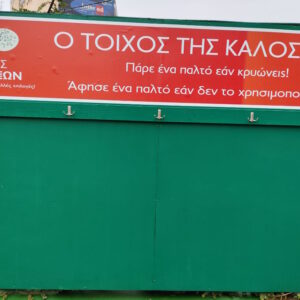 Ο ΤΟΙΧΟΣ ΤΗΣ ΚΑΛΟΣ
Πάρε ένα παλτό εάν κρυώνεις!
Άφησε ένα παλτό εάν δεν το χρησιμοπο